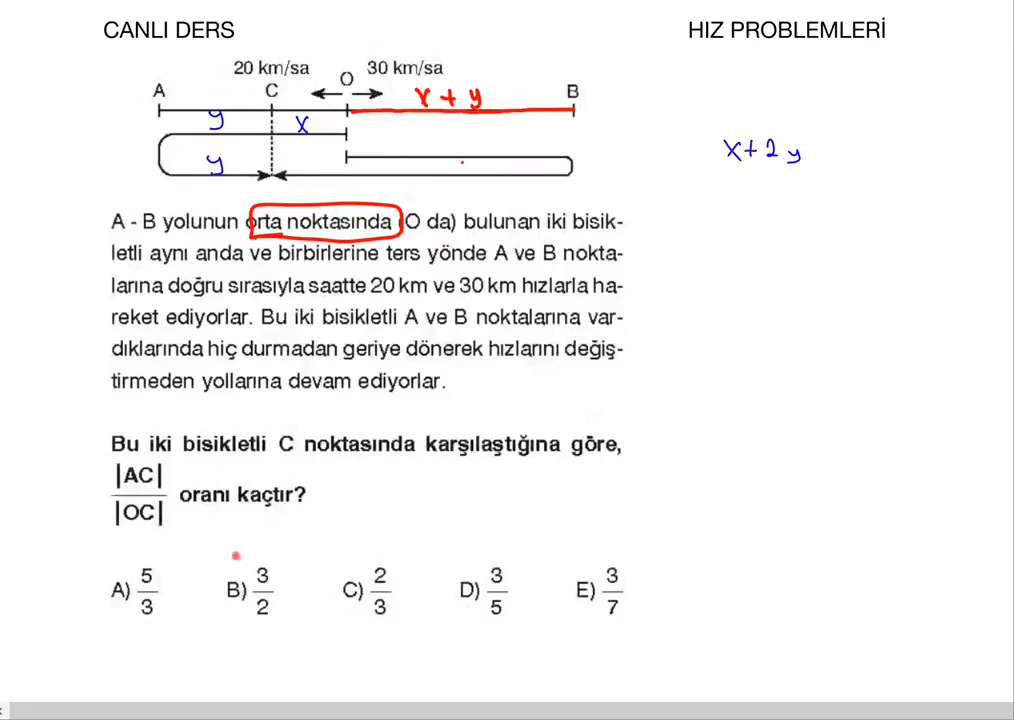 CANLI DERS
HIZ PROBLEMLERİ
20 km/sa O 30 km/sa
A C x + y B
y x
y
x + 2y
A - B yolunun orta noktasında (O da) bulunan iki bisik-
letli aynı anda ve birbirlerine ters yönde A ve B nokta-
larına doğru sırasıyla saatte 20 km ve 30 km hızlarla ha-
reket ediyorlar. Bu iki bisikletli A ve B noktalarına var-
dıklarında hiç durmadan geriye dönerek hızlarını değiş-
tirmeden yollarına devam ediyorlar.
Bu iki bisikletli C noktasında karşılaştığına göre,
|AC|
|OC| oranı kaçtır?
A) 5/3 B) 3/2 C) 2/3 D) 3/5 E) 3/7